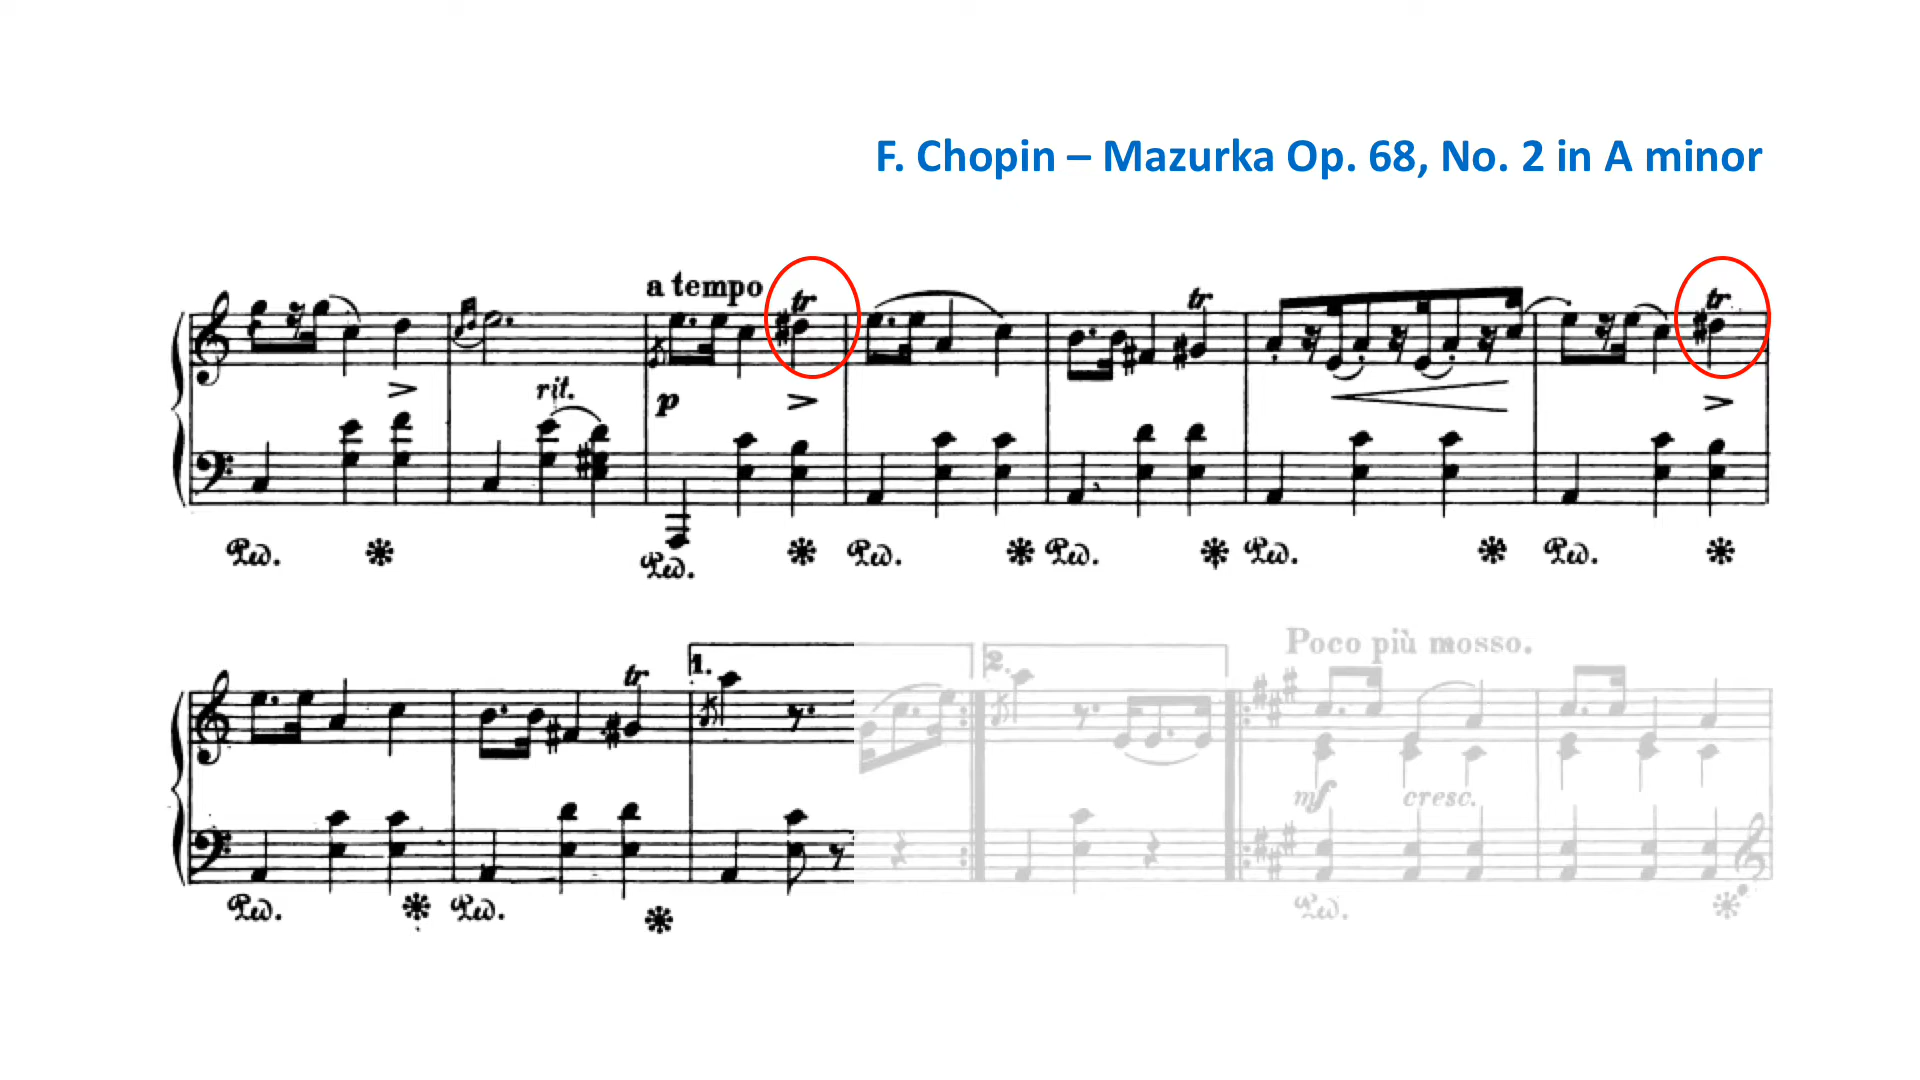 F. Chopin – Mazurka Op. 68, No. 2 in A minor
a tempo tr tr tr
rit.
p
Ped. Ped. Ped. Ped. Ped. Ped.
Poco più mosso.
tr 1. 2.
mf cresc.
Ped. Ped. Ped.